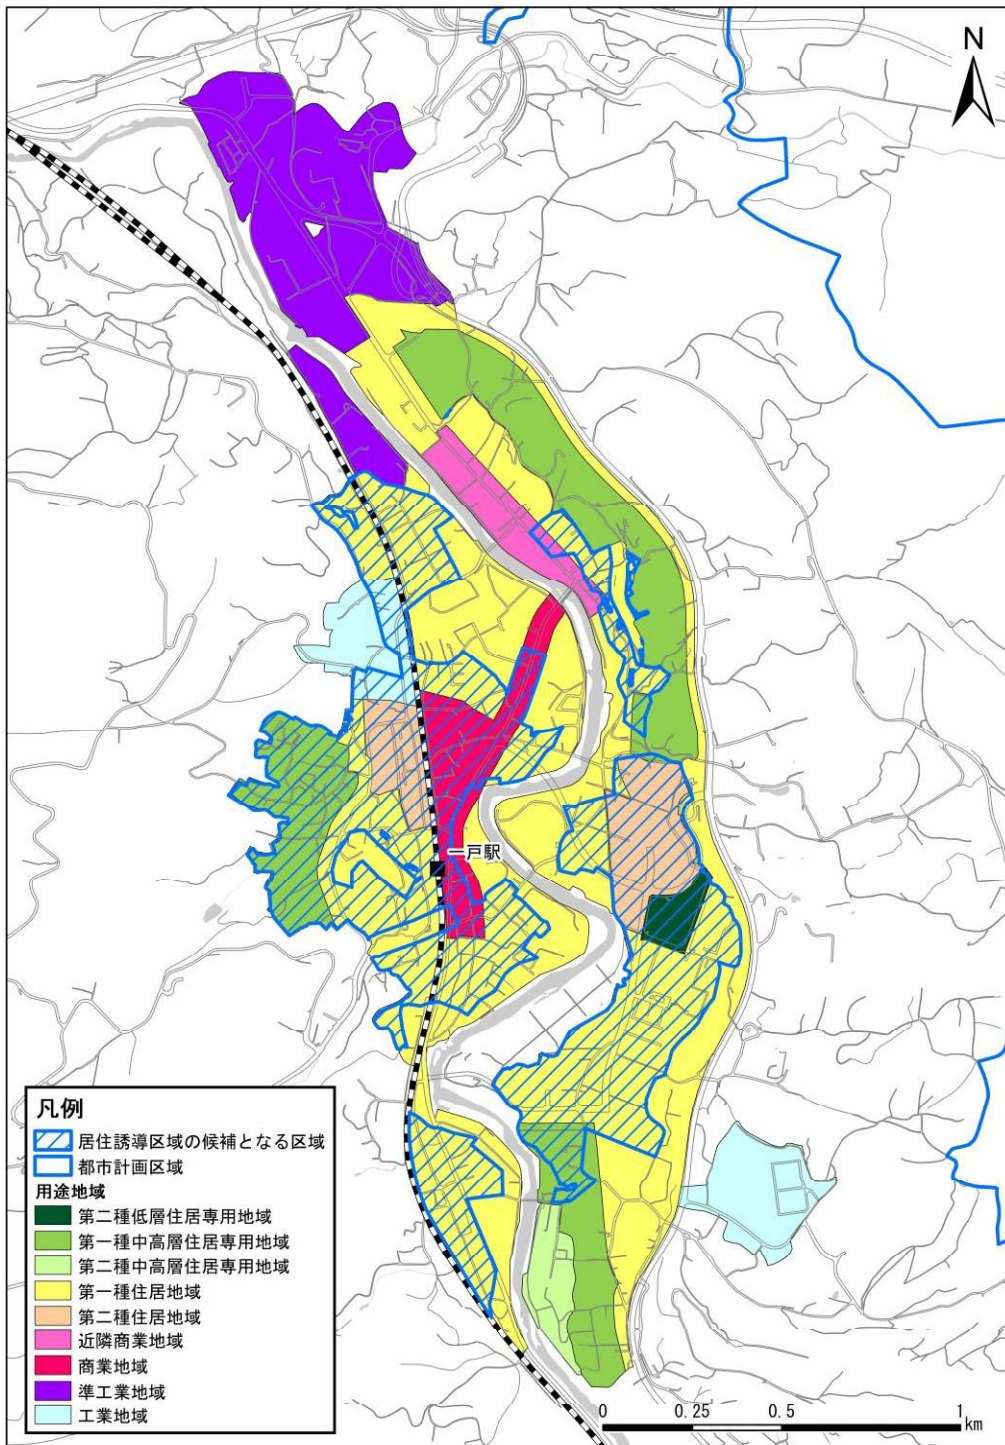 N
一戸駅
凡例
居住誘導区域の候補となる区域
都市計画区域
用途地域
第二種低層住居専用地域
第一種中高層住居専用地域
第二種中高層住居専用地域
第一種住居地域
第二種住居地域
近隣商業地域
商業地域
準工業地域
工業地域
0 0.25 0.5 1
km